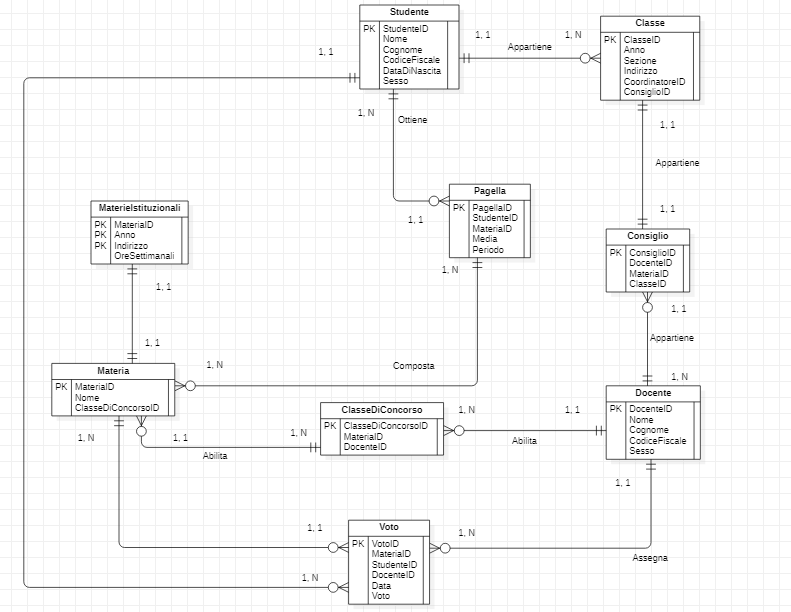 Studente
PK StudenteID
Nome
Cognome
CodiceFiscale
DataDiNascita
Sesso
Classe
PK ClasseID
Anno
Sezione
Indirizzo
CoordinatoreID
ConsiglioID
1, 1
1, 1
Appartiene
1, N
1, N
Ottiene
1, 1
Appartiene
1, 1
Pagella
PK PagellaID
StudenteID
MateriaID
Media
Periodo
1, 1
1, N
MaterieIstituzionali
PK MateriaID
PK Anno
PK Indirizzo
OreSettimanali
1, 1
1, 1
Consiglio
PK ConsiglioID
DocenteID
MateriaID
ClasseID
1, 1
Appartiene
1, N
Materia
PK MateriaID
Nome
ClasseDiConcorsoID
1, N
Composta
1, N
1, 1
Abilita
1, N
ClasseDiConcorso
PK ClasseDiConcorsoID
MateriaID
DocenteID
1, N
Abilita
1, 1
Docente
PK DocenteID
Nome
Cognome
CodiceFiscale
Sesso
1, 1
1, 1
1, N
Voto
PK VotoID
MateriaID
StudenteID
DocenteID
Data
Voto
1, N
Assegna